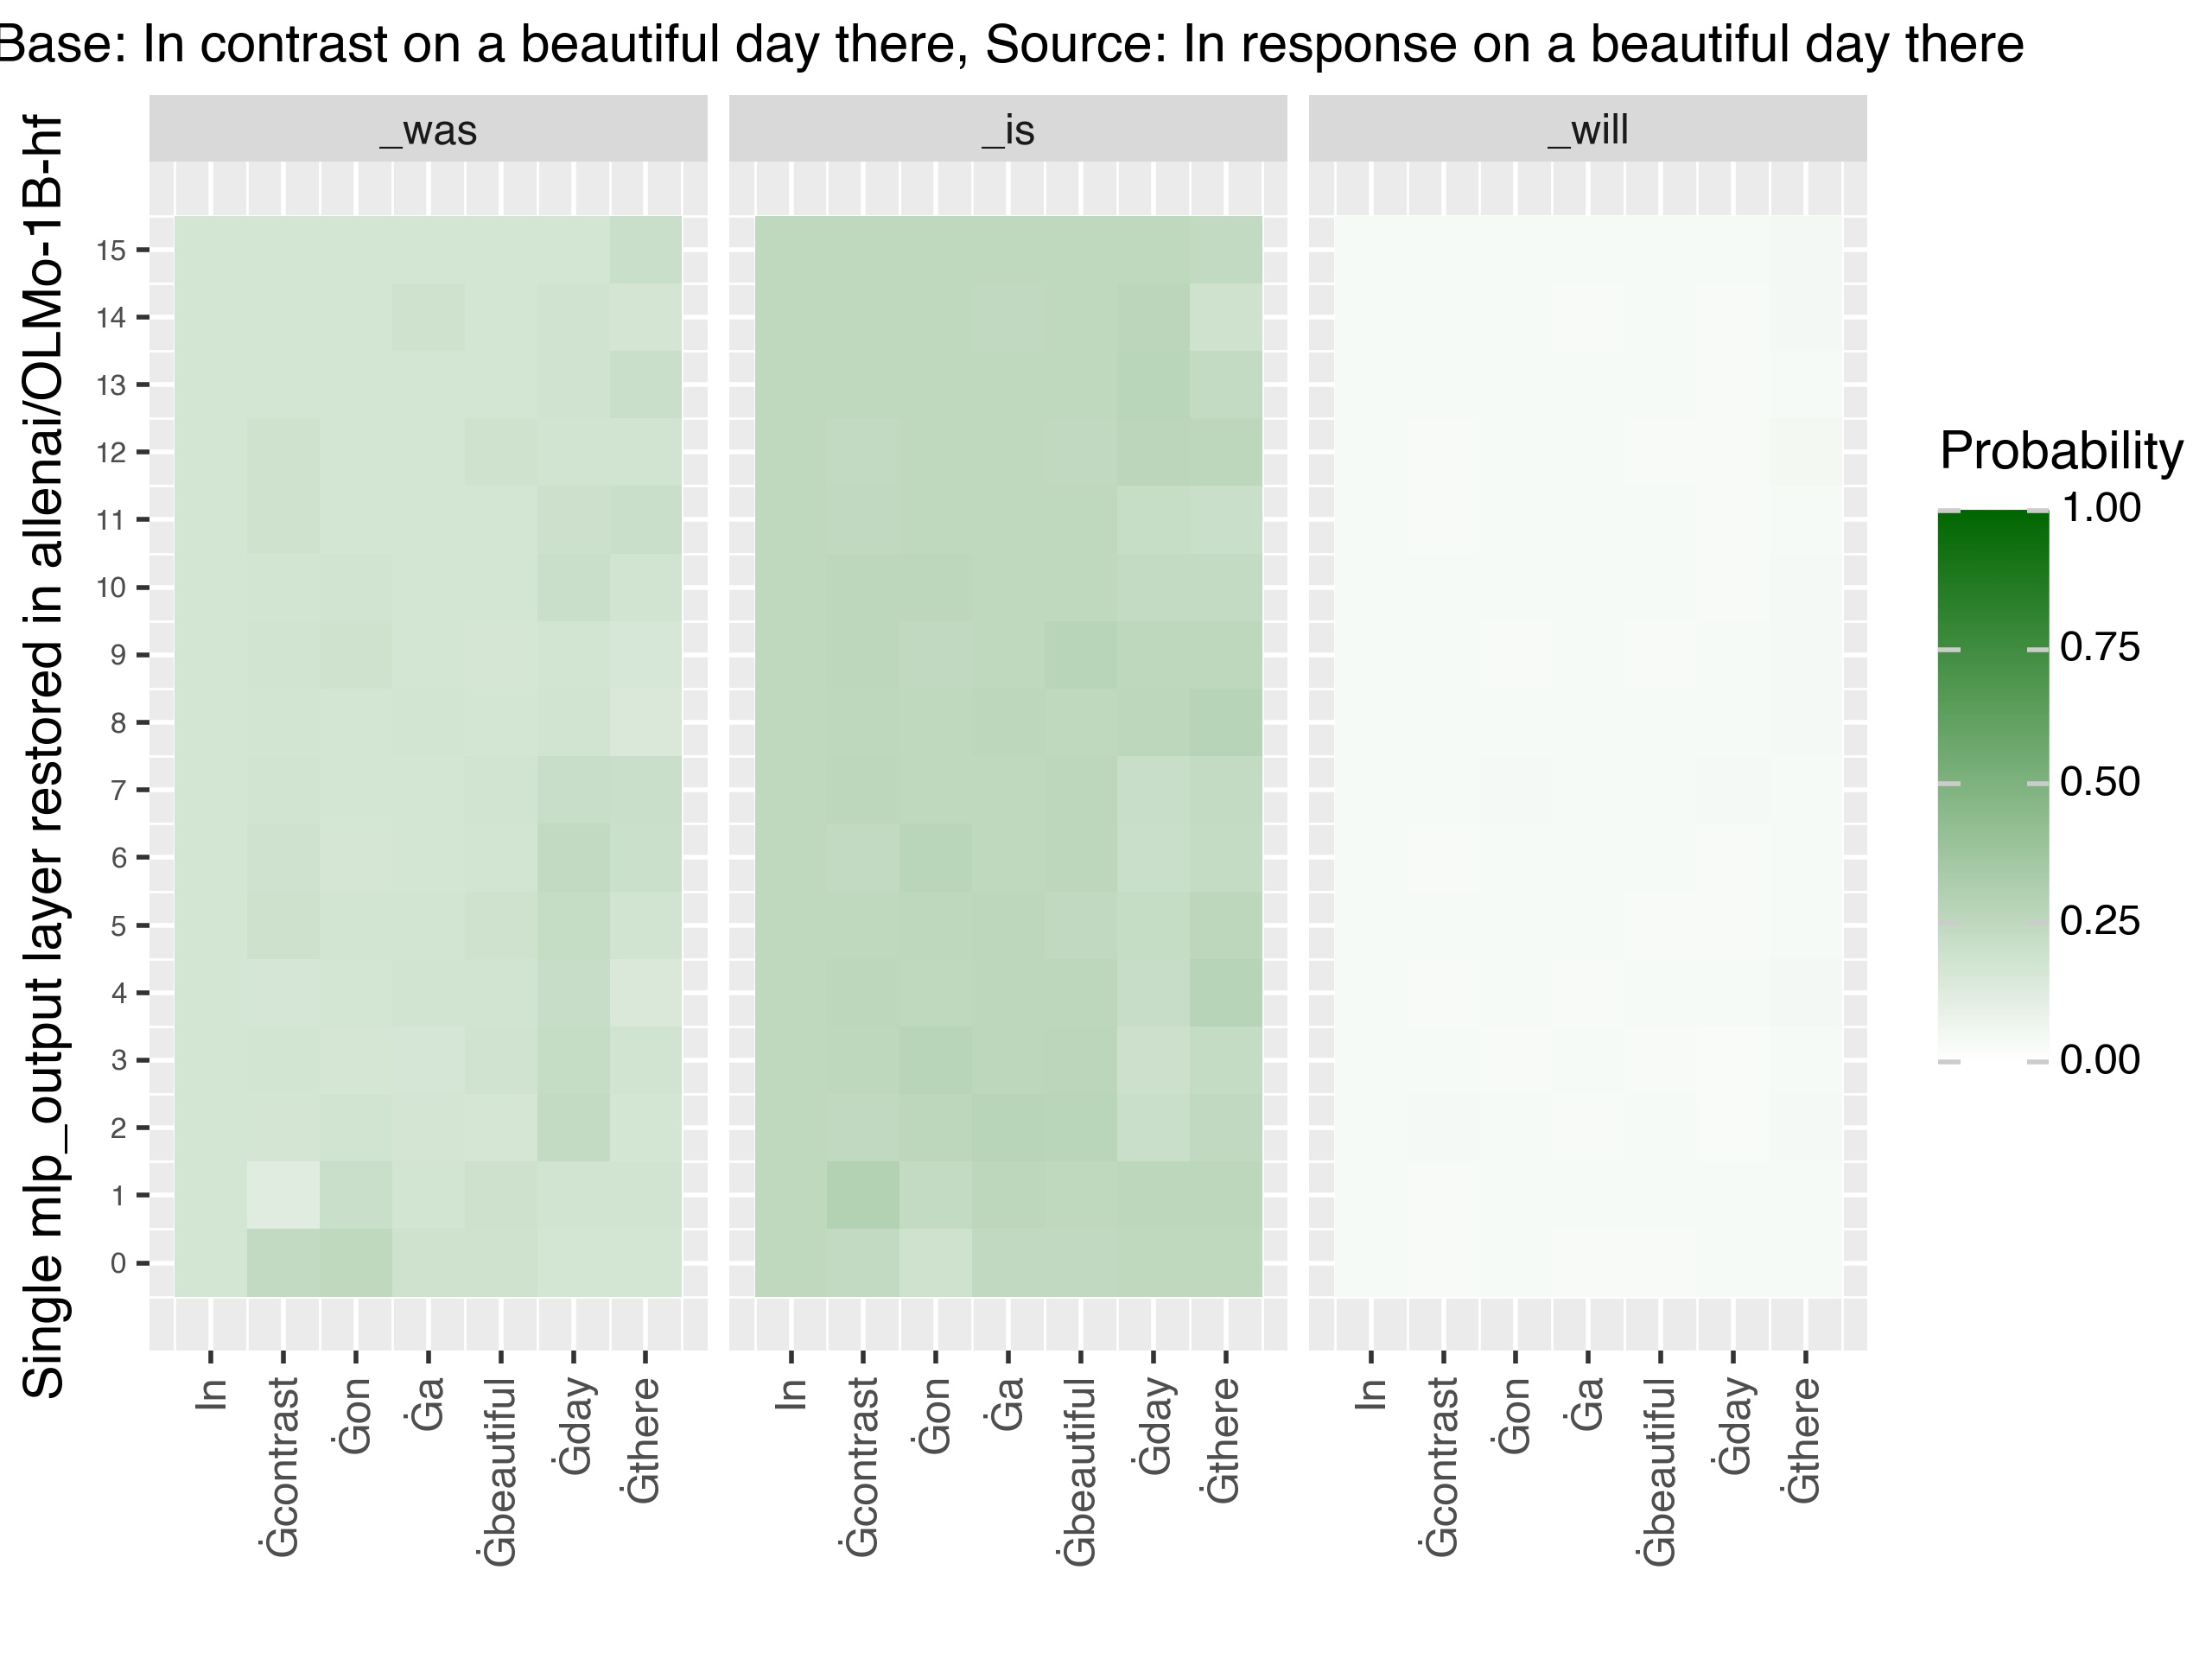 Base: In contrast on a beautiful day there, Source: In response on a beautiful day there
Single mlp_output layer restored in allenai/OLMo-1B-hf
_was
_is
_will
15
14
13
12
11
10
9
8
7
6
5
4
3
2
1
0
In
Ġcontrast
Ġon
Ġa
Ġbeautiful
Ġday
Ġthere
In
Ġcontrast
Ġon
Ġa
Ġbeautiful
Ġday
Ġthere
In
Ġcontrast
Ġon
Ġa
Ġbeautiful
Ġday
Ġthere
Probability
1.00
0.75
0.50
0.25
0.00